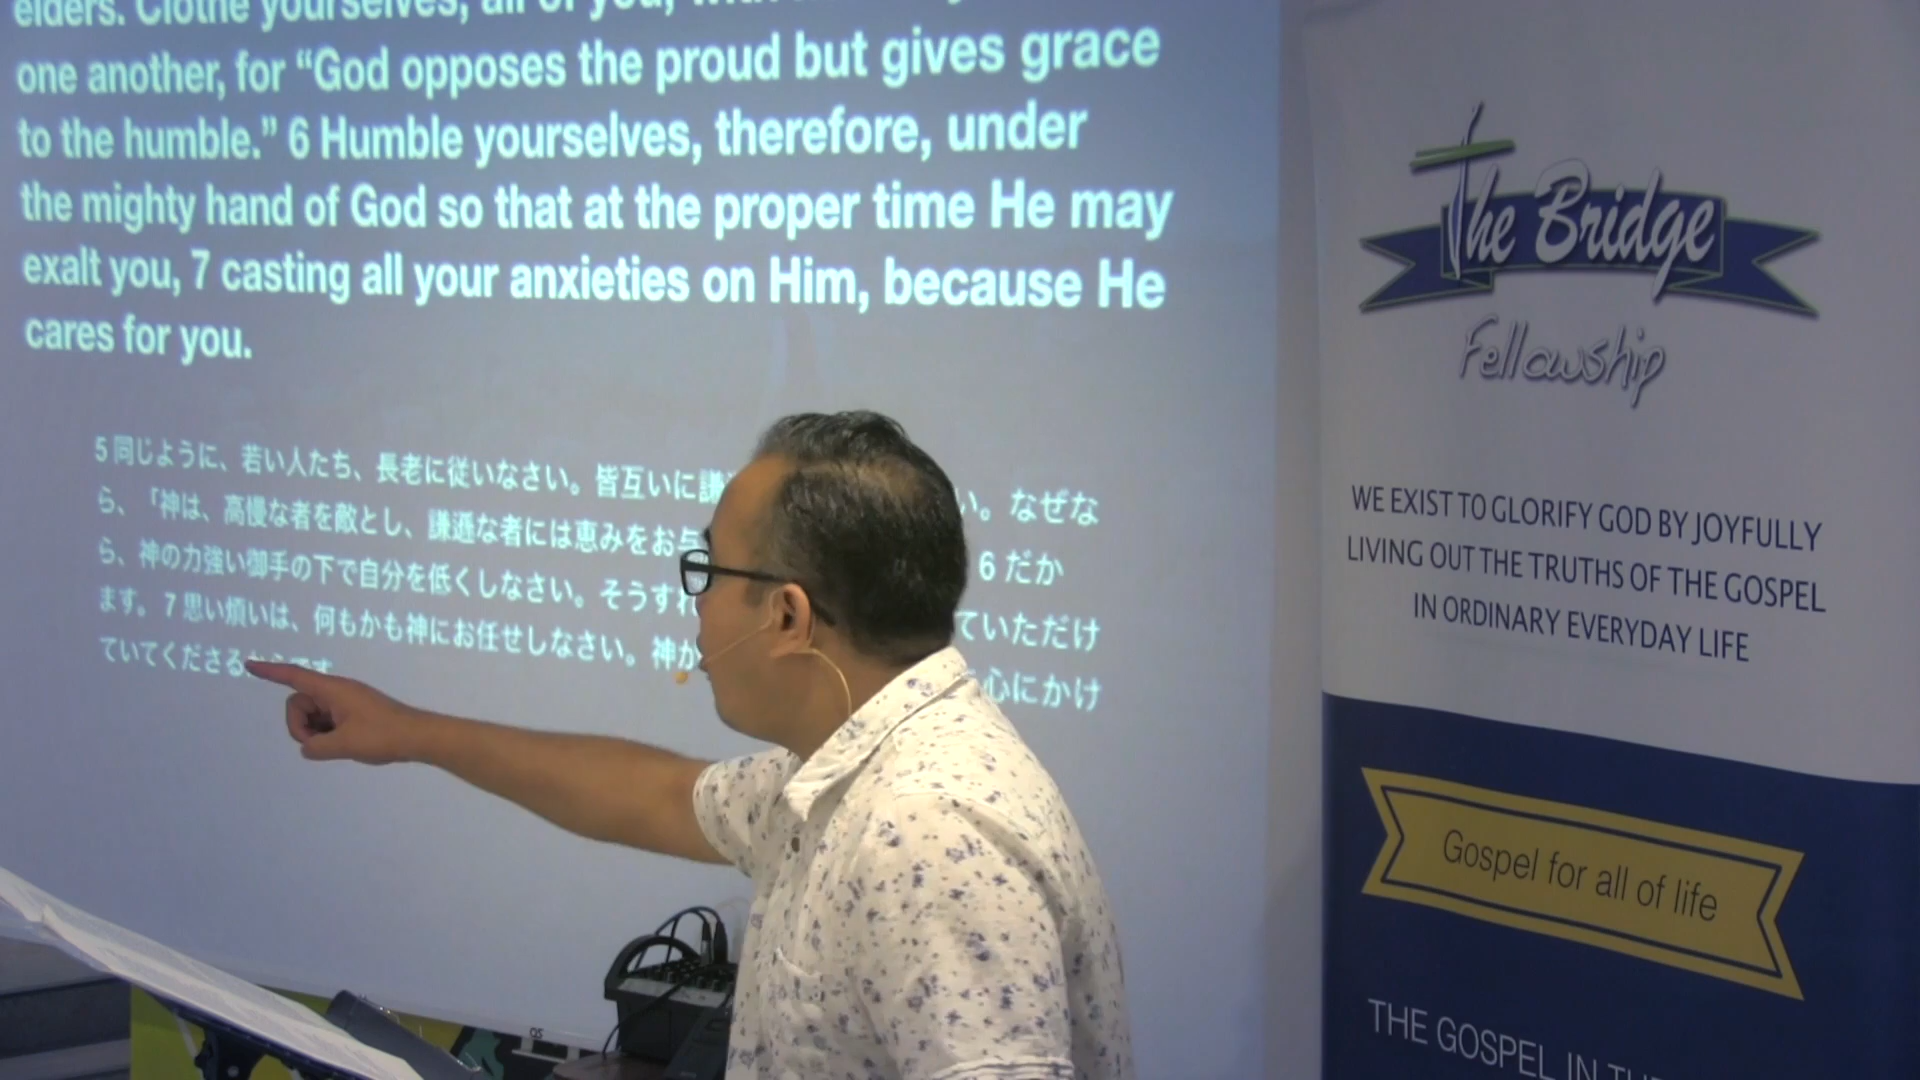 elders. Clothe yourselves, all of you, with
one another, for “God opposes the proud but gives grace
to the humble.” 6 Humble yourselves, therefore, under
the mighty hand of God so that at the proper time He may
exalt you, 7 casting all your anxieties on Him, because He
cares for you.
5 同じように、若い人たち、長老に従いなさい。皆互いに謙 い。なぜな
ら、「神は、高慢な者を敵とし、謙遜な者には恵みをお与 6 だか
ら、神の力強い御手の下で自分を低くしなさい。そうすれ ていただけ
ます。7 思い煩いは、何もかも神にお任せしなさい。神が 心にかけ
ていてくださる
The Bridge
Fellowship
WE EXIST TO GLORIFY GOD BY JOYFULLY
LIVING OUT THE TRUTHS OF THE GOSPEL
IN ORDINARY EVERYDAY LIFE
Gospel for all of life
THE GOSPEL IN